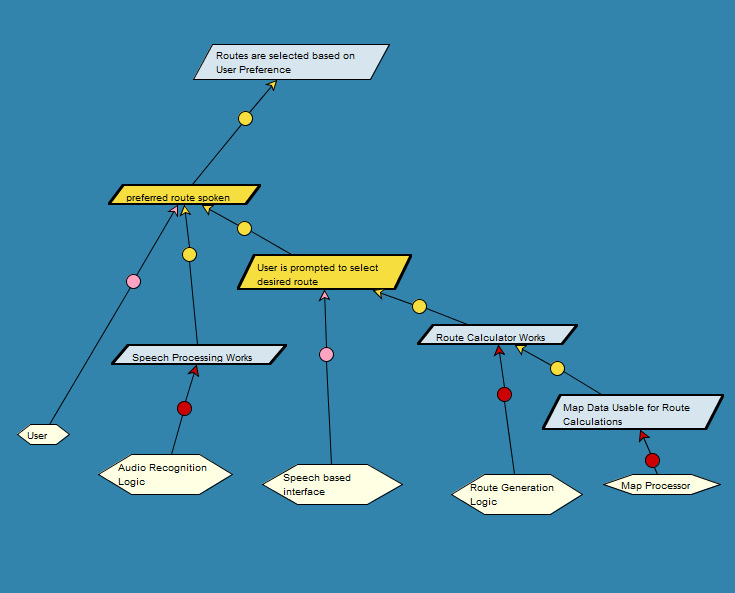 Routes are selected based on
User Preference
preferred route spoken
User is prompted to select
desired route
Route Calculator Works
Speech Processing Works
Map Data Usable for Route
Calculations
User
Audio Recognition
Logic
Speech based
interface
Route Generation
Logic
Map Processor